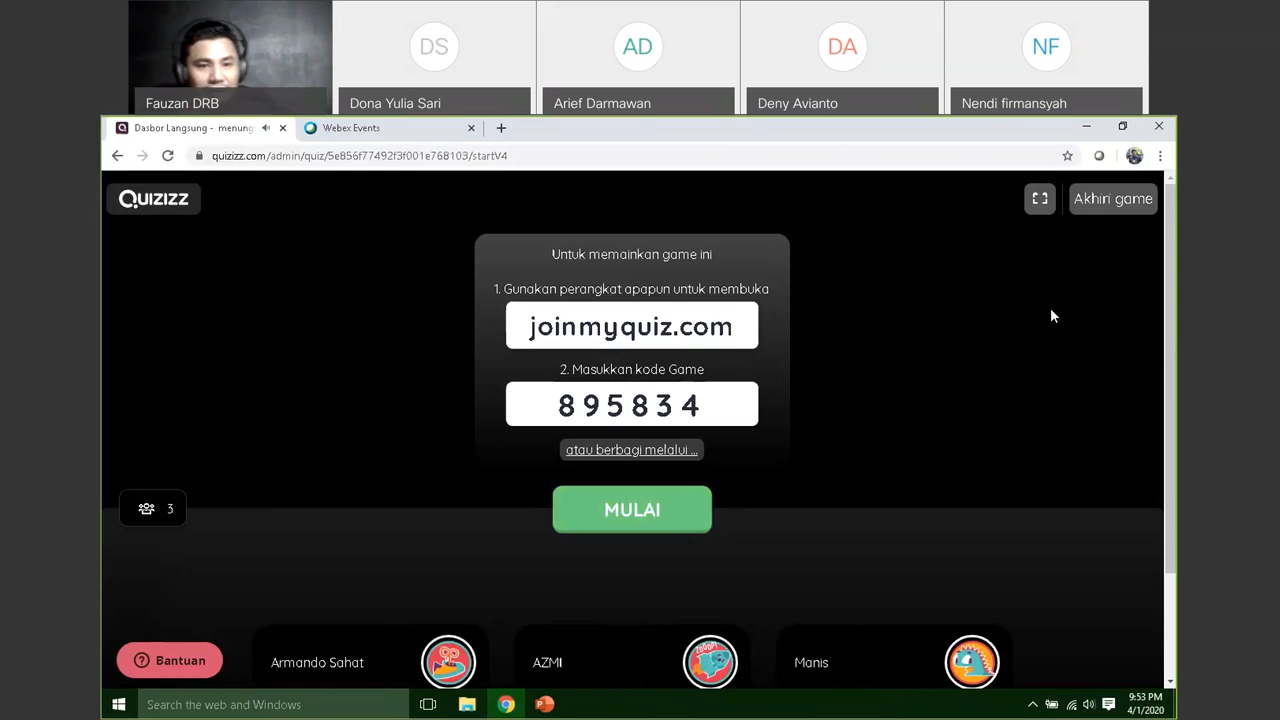 DS
AD
DA
NF
Fauzan DRB
Dona Yulia Sari
Arief Darmawan
Deny Avianto
Nendi firmansyah
Dasbor Langsung - menung
Webex Events
quizizz.com/admin/quiz/5e856f77492f3f001e768103/startV4
QUIZIZZ
Akhiri game
Untuk memainkan game ini
1. Gunakan perangkat apapun untuk membuka
joinmyquiz.com
2. Masukkan kode Game
895834
atau berbagi melalui ...
3
MULAI
Bantuan
Armando Sahat
AZMI
ZOOOM
Manis
Search the web and Windows
9:53 PM
4/1/2020